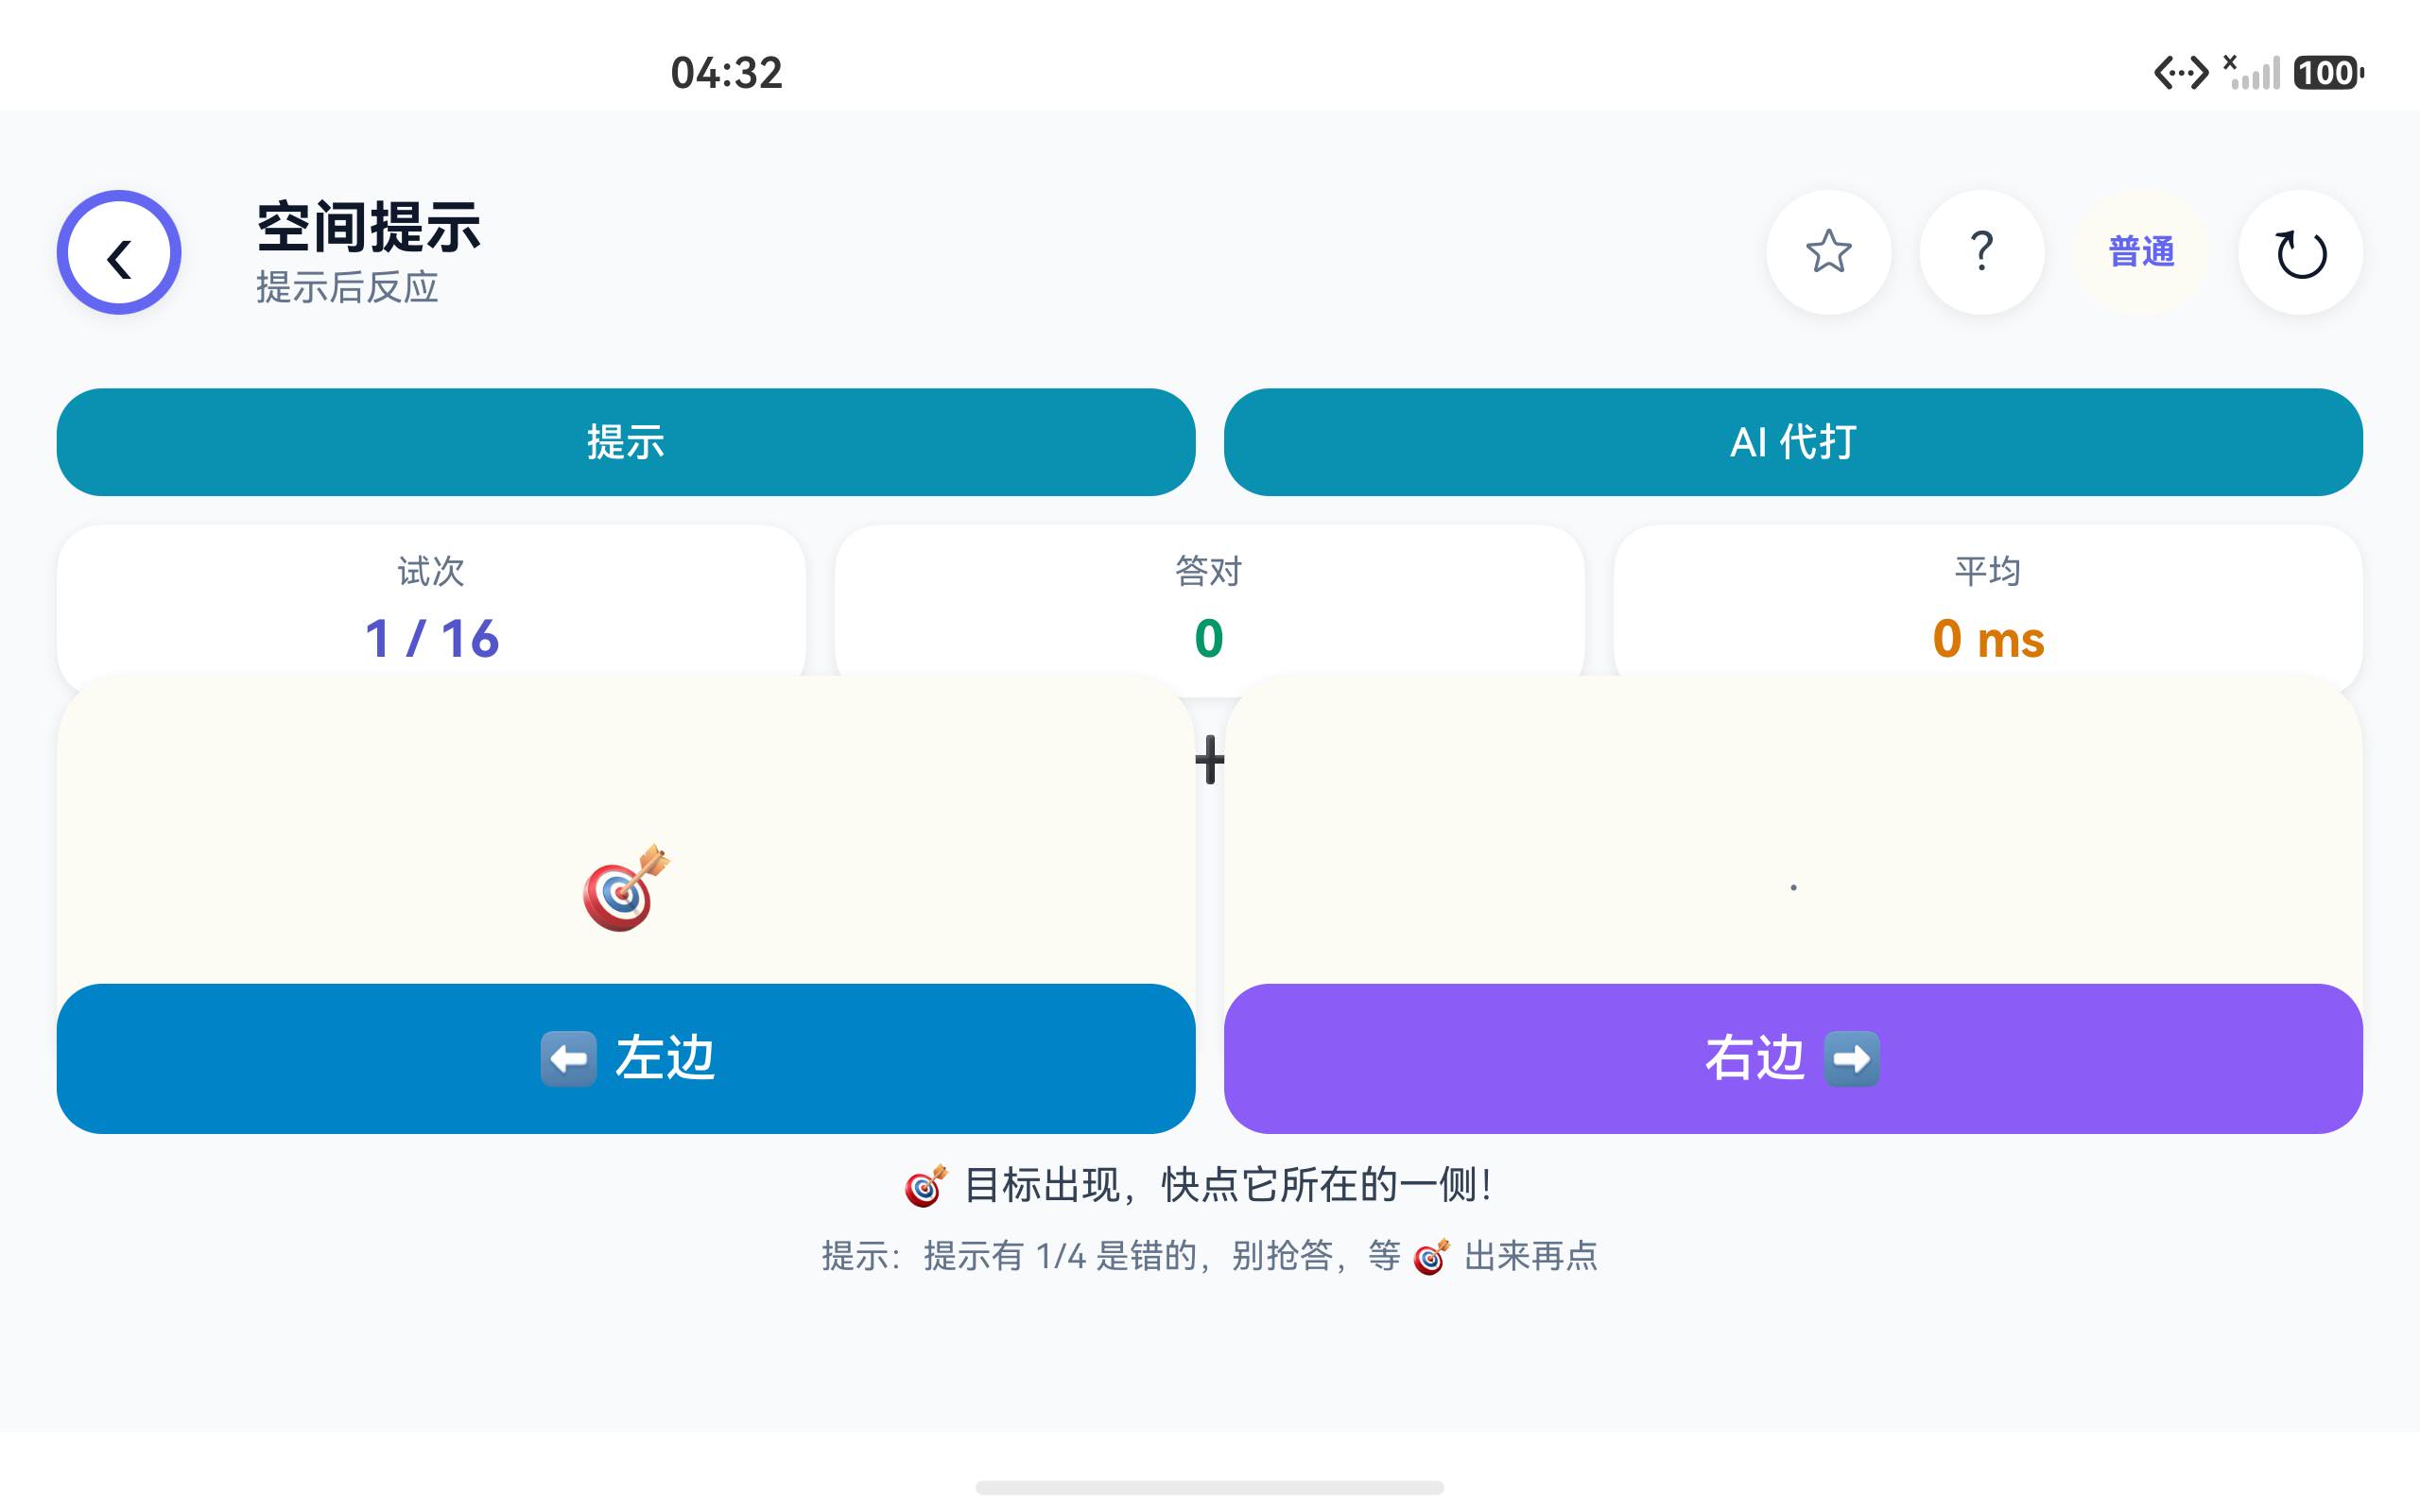 04:32
100
空间提示
提示后反应
?
普通
提示
AI 代打
试次
1 / 16
答对
0
平均
0 ms
左边
右边
目标出现，快点它所在的一侧！
提示：提示有 1/4 是错的，别抢答，等 🎯 出来再点